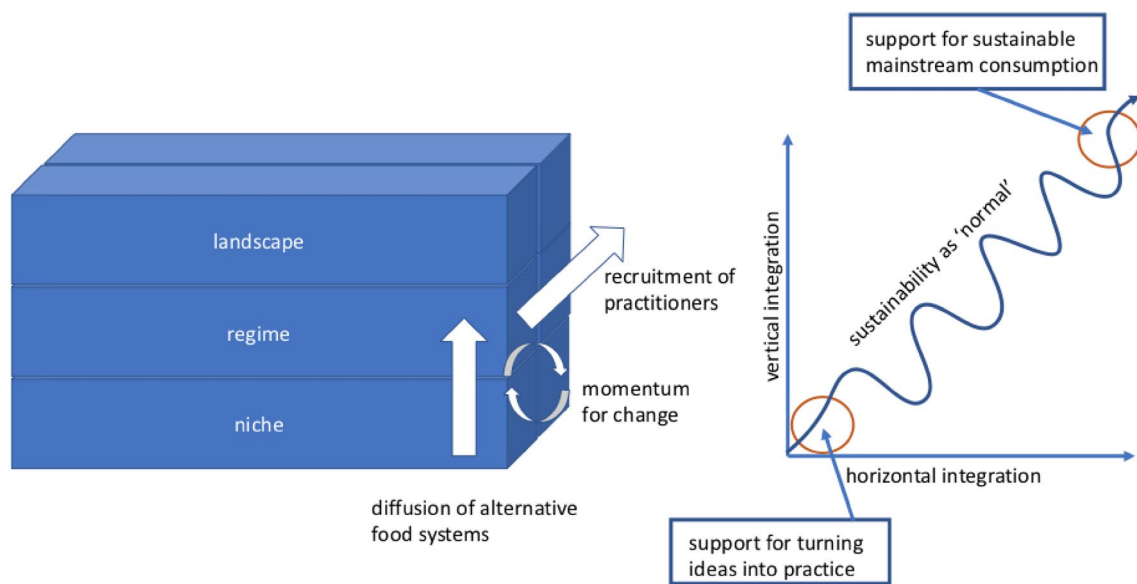 landscape
regime
niche
recruitment of
practitioners
momentum
for change
diffusion of alternative
food systems
support for sustainable
mainstream consumption
vertical integration
sustainability as ‘normal’
horizontal integration
support for turning
ideas into practice